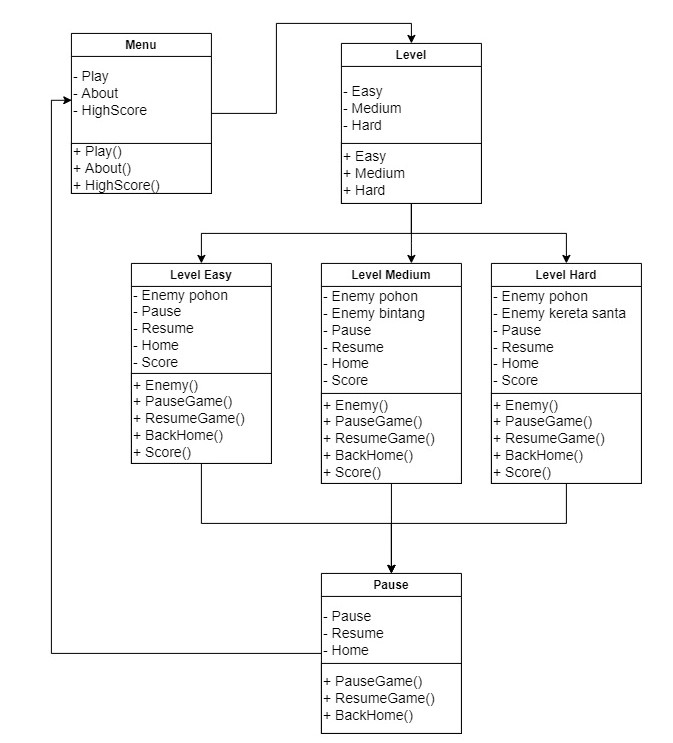 Menu
- Play
- About
- HighScore
+ Play()
+ About()
+ HighScore()
Level
- Easy
- Medium
- Hard
+ Easy
+ Medium
+ Hard
Level Easy
- Enemy pohon
- Pause
- Resume
- Home
- Score
+ Enemy()
+ PauseGame()
+ ResumeGame()
+ BackHome()
+ Score()
Level Medium
- Enemy pohon
- Enemy bintang
- Pause
- Resume
- Home
- Score
+ Enemy()
+ PauseGame()
+ ResumeGame()
+ BackHome()
+ Score()
Level Hard
- Enemy pohon
- Enemy kereta santa
- Pause
- Resume
- Home
- Score
+ Enemy()
+ PauseGame()
+ ResumeGame()
+ BackHome()
+ Score()
Pause
- Pause
- Resume
- Home
+ PauseGame()
+ ResumeGame()
+ BackHome()